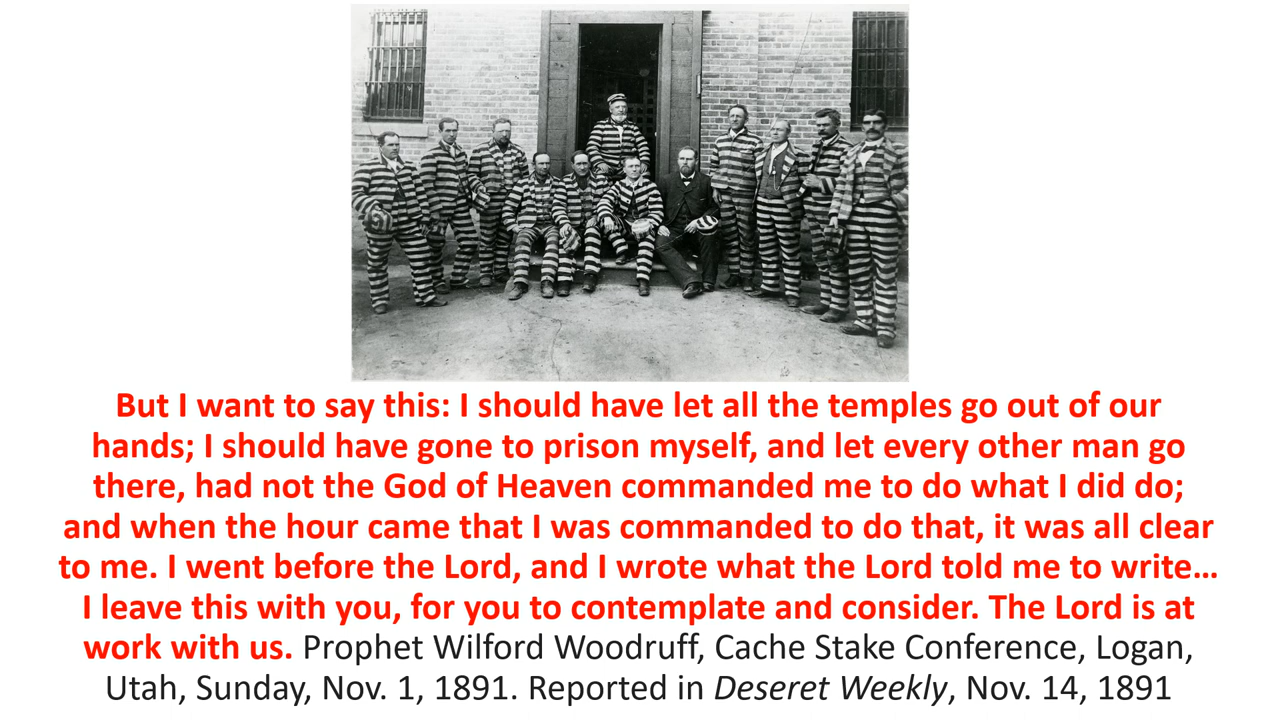 But I want to say this: I should have let all the temples go out of our
hands; I should have gone to prison myself, and let every other man go
there, had not the God of Heaven commanded me to do what I did do;
and when the hour came that I was commanded to do that, it was all clear
to me. I went before the Lord, and I wrote what the Lord told me to write…
I leave this with you, for you to contemplate and consider. The Lord is at
work with us. Prophet Wilford Woodruff, Cache Stake Conference, Logan,
Utah, Sunday, Nov. 1, 1891. Reported in Deseret Weekly, Nov. 14, 1891